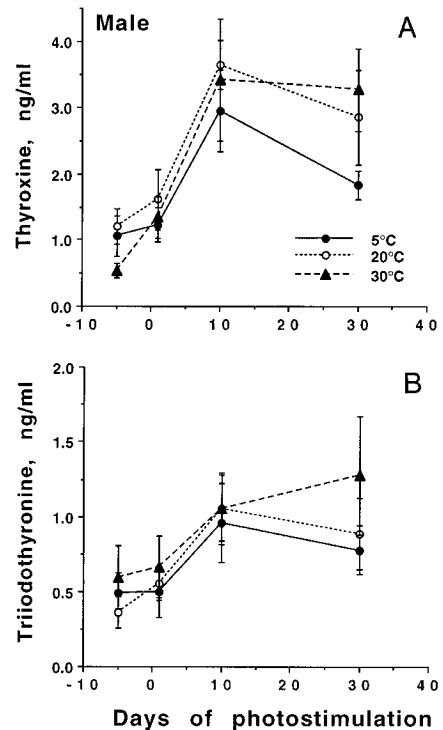 Male
A
Thyroxine, ng/ml
4.0
3.0
2.0
1.0
0.0
5°C
20°C
30°C
-10 0 10 20 30 40
B
Triiodothyronine, ng/ml
2.0
1.5
1.0
0.5
0.0
-10 0 10 20 30 40
Days of photostimulation